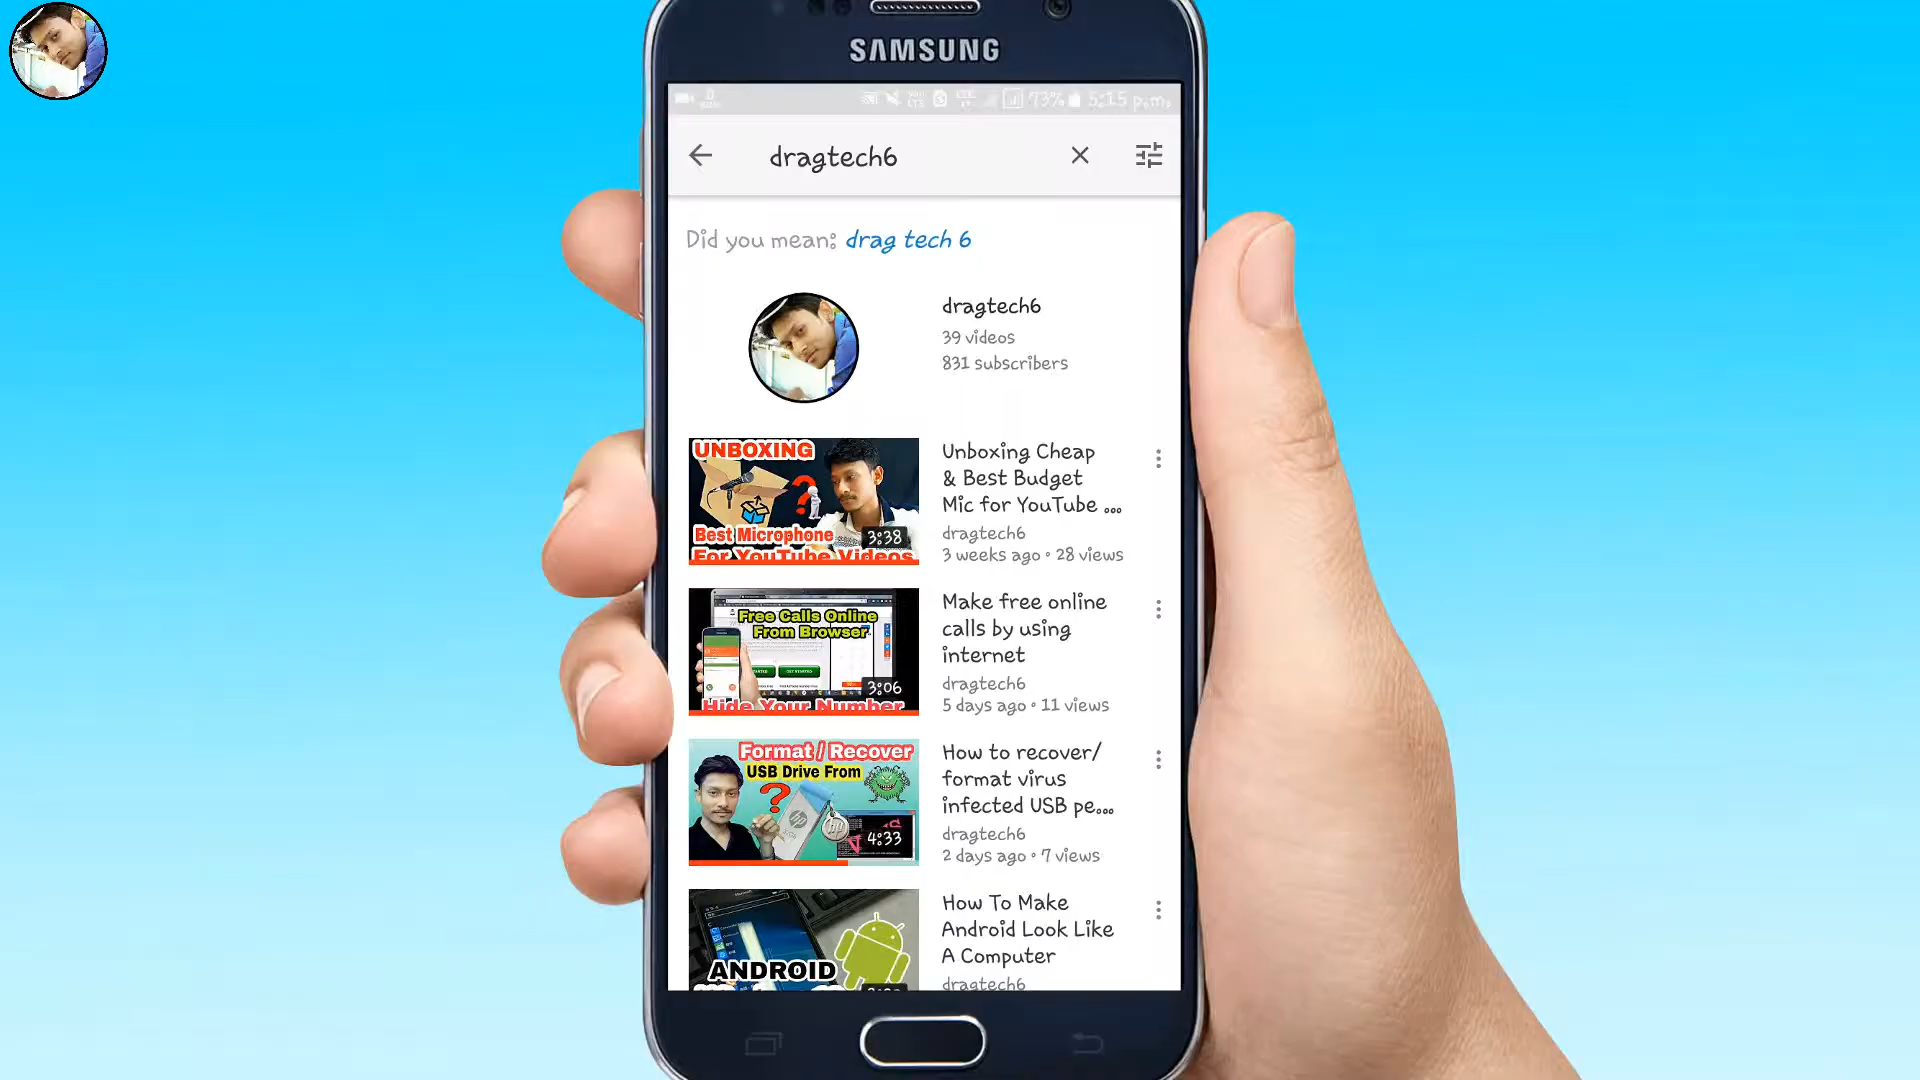 SAMSUNG
73% 5:15 p.m.
dragtech6
Did you mean: drag tech 6
dragtech6
39 videos
831 subscribers
UNBOXING
Best Microphone
For YouTube Videos
3:38
Unboxing Cheap
& Best Budget
Mic for YouTube ...
dragtech6
3 weeks ago • 28 views
Free Calls Online
From Browser
Hide Your Number
3:06
Make free online
calls by using
internet
dragtech6
5 days ago • 11 views
Format / Recover
USB Drive From
?
hp
4:33
How to recover/
format virus
infected USB pe...
dragtech6
2 days ago • 7 views
ANDROID
How To Make
Android Look Like
A Computer
dragtech6